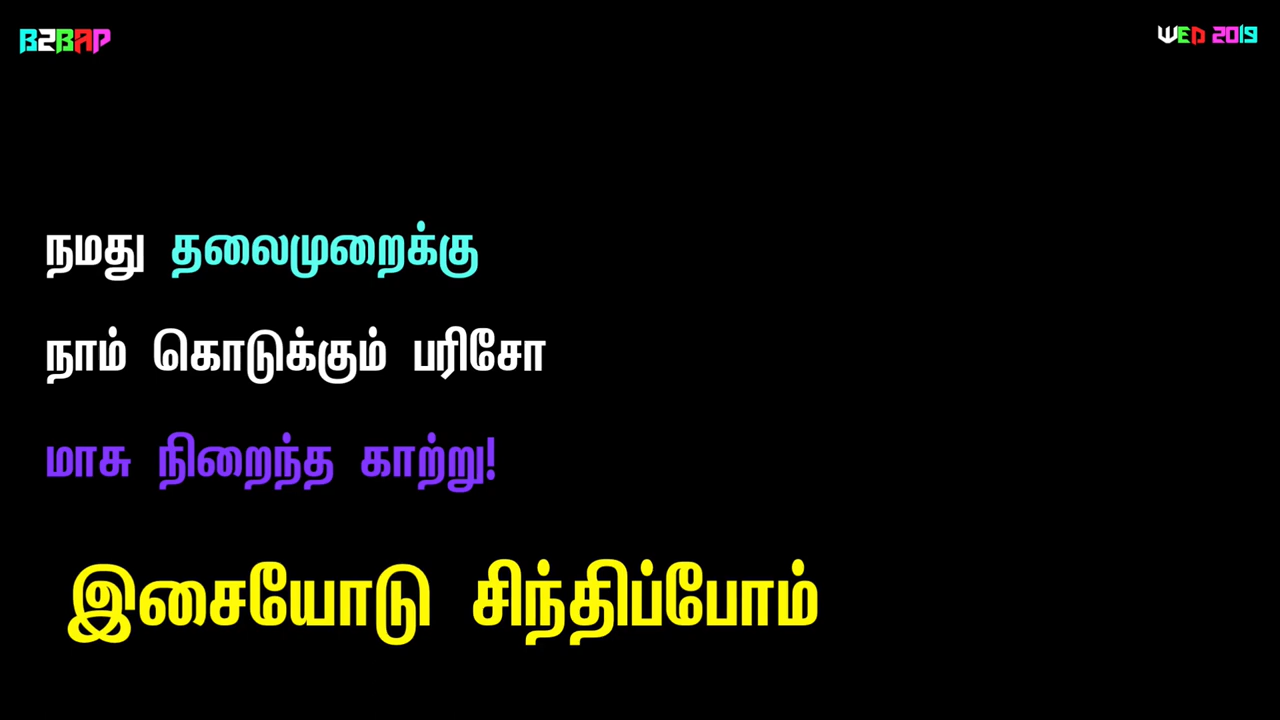 B2BAP
WED 2019
நமது தலைமுறைக்கு
நாம் கொடுக்கும் பரிசோ
மாசு நிறைந்த காற்று!
இசையோடு சிந்திப்போம்